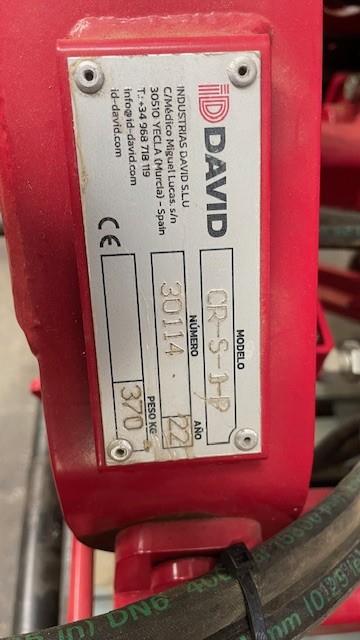 iD DAVID
INDUSTRIAS DAVID S.L.U
C/Médico Miguel Lucas, s/n
30510 YECLA (Murcia) - Spain
T.: +34 968 718 119
info@id-david.com
id-david.com
MODELO
CR-S-D-P
NÚMERO AÑO
30114 22
PESO KG
370
CE
DN6